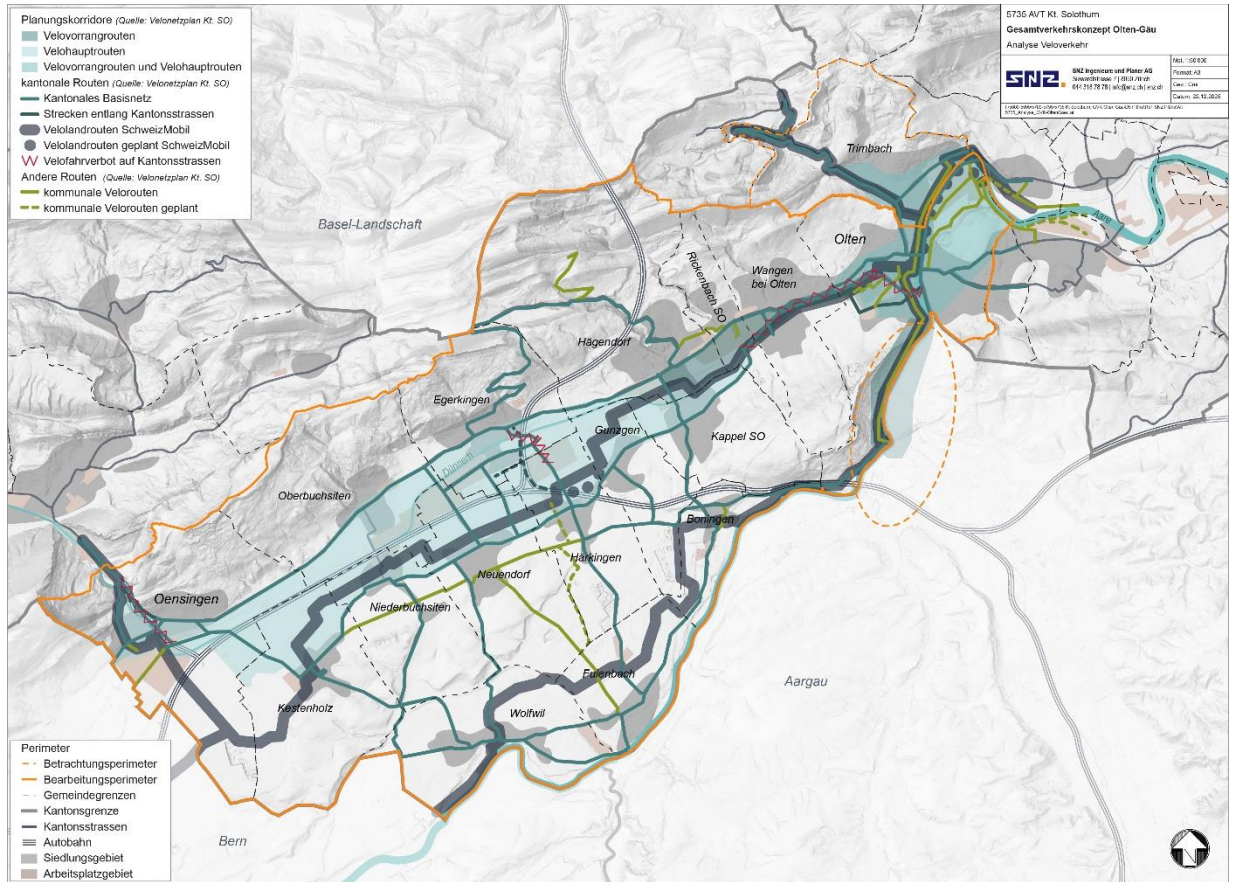 Planungskorridore (Quelle: Velonetzplan Kt. SO)
Velovorrangrouten
Velohauptrouten
Velovorrangrouten und Velohauptrouten
kantonale Routen (Quelle: Velonetzplan Kt. SO)
Kantonales Basisnetz
Strecken entlang Kantonsstrassen
Velolandrouten SchweizMobil
Velolandrouten geplant SchweizMobil
Velofahrverbot auf Kantonsstrassen
Andere Routen (Quelle: Velonetzplan Kt. SO)
kommunale Velorouten
kommunale Velorouten geplant
5735 AVT Kt. Solothurn
Gesamtverkehrskonzept Olten-Gäu
Analyse Veloverkehr
SNZ
SNZ Ingenieure und Planer AG
Format: A3
Trimbach
Basel-Landschaft
Aare
Olten
Rickenbach SO
Wangen
bei Olten
Hägendorf
Egerkingen
Gunzgen
Kappel SO
Dünnern
Oberbuchsiten
Boningen
Härkingen
Neuendorf
Oensingen
Niederbuchsiten
Fulenbach
Aargau
Kestenholz
Wolfwil
Bern
Perimeter
Betrachtungsperimeter
Bearbeitungsperimeter
Gemeindegrenzen
Kantonsgrenze
Kantonsstrassen
Autobahn
Siedlungsgebiet
Arbeitsplatzgebiet